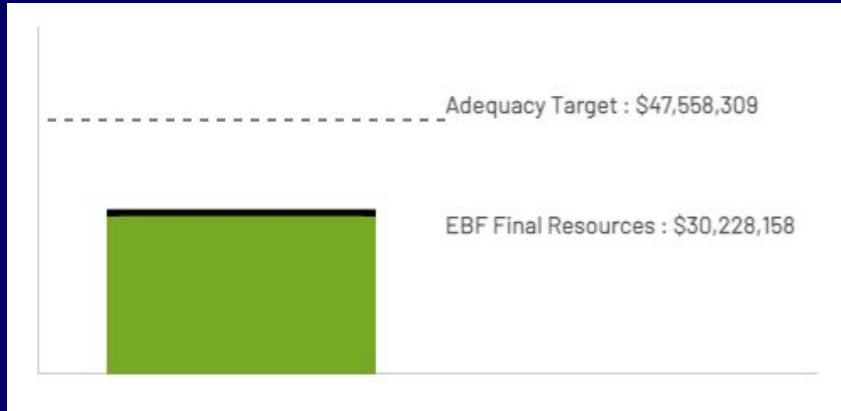 Adequacy Target : $47,558,309
EBF Final Resources : $30,228,158